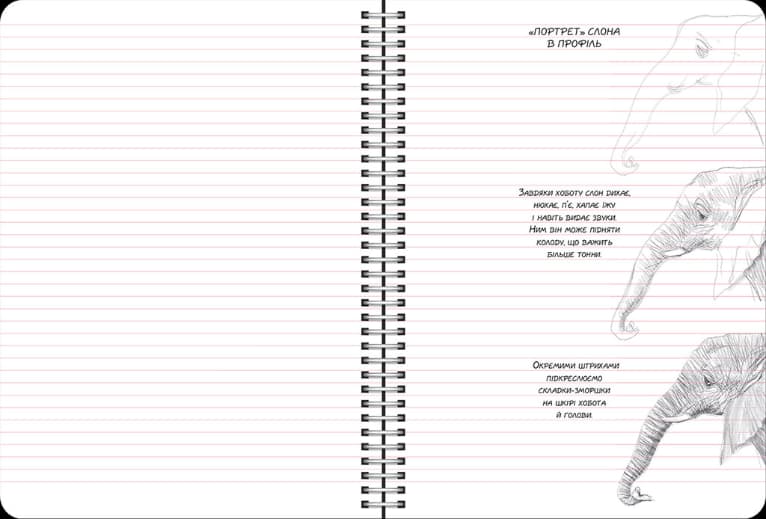 «ПОРТРЕТ» СЛОНА
В ПРОФІЛЬ
ЗАВДЯКИ ХОБОТУ СЛОН ДИХАЄ,
НЮХАЄ, П'Є, ХАПАЄ ЇЖУ
І НАВІТЬ ВИДАЄ ЗВУКИ.
НИМ ВІН МОЖЕ ПІДНЯТИ
КОЛОДУ, ЩО ВАЖИТЬ
БІЛЬШЕ ТОННИ.
ОКРЕМИМИ ШТРИХАМИ
ПІДКРЕСЛЮЄМО
СКЛАДКИ-ЗМОРШКИ
НА ШКІРІ ХОБОТА
Й ГОЛОВИ.